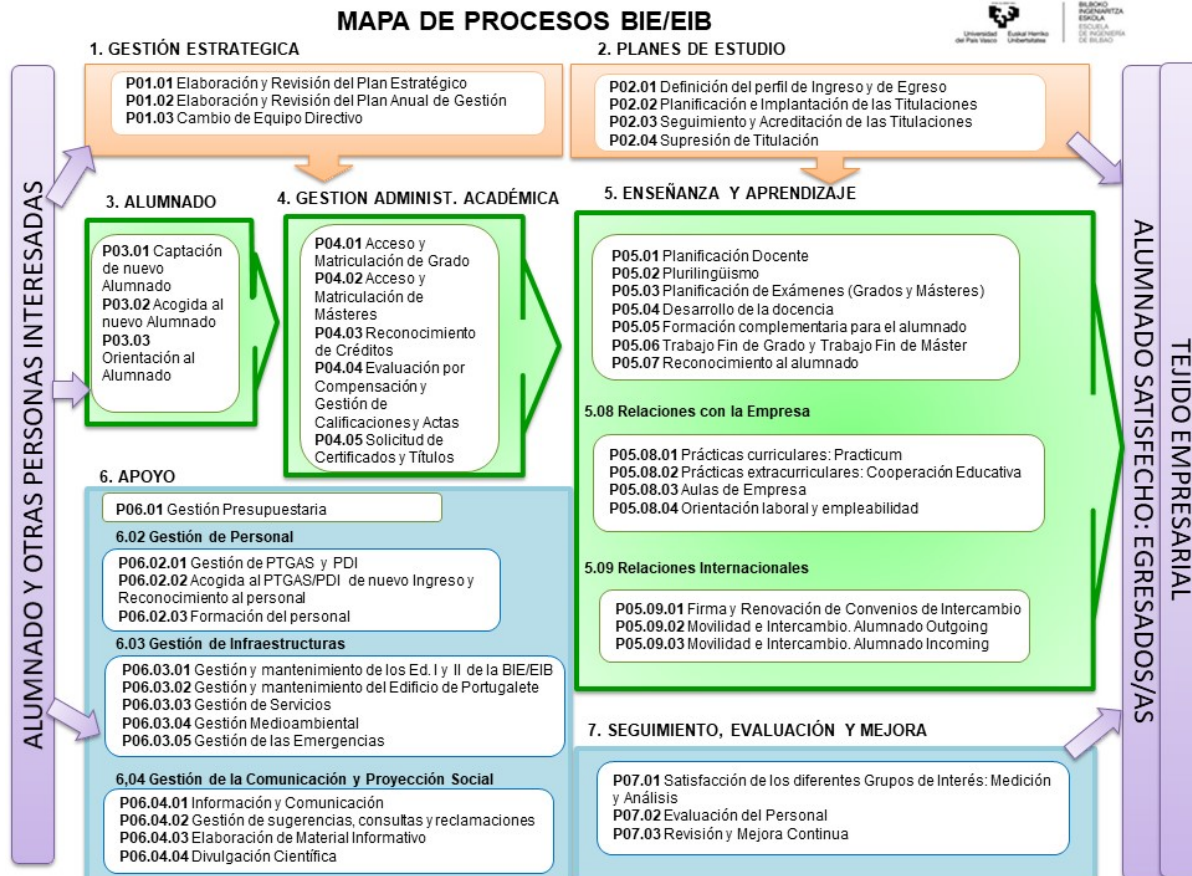 MAPA DE PROCESOS BIE/EIB
Universidad del País Vasco
Euskal Herriko Unibertsitatea
BILBOKO
INGENIARITZA
ESKOLA
ESCUELA
DE INGENIERÍA
DE BILBAO
ALUMNADO Y OTRAS PERSONAS INTERESADAS
1. GESTIÓN ESTRATEGICA
P01.01 Elaboración y Revisión del Plan Estratégico
P01.02 Elaboración y Revisión del Plan Anual de Gestión
P01.03 Cambio de Equipo Directivo
2. PLANES DE ESTUDIO
P02.01 Definición del perfil de Ingreso y de Egreso
P02.02 Planificación e Implantación de las Titulaciones
P02.03 Seguimiento y Acreditación de las Titulaciones
P02.04 Supresión de Titulación
3. ALUMNADO
P03.01 Captación
de nuevo
Alumnado
P03.02 Acogida al
nuevo Alumnado
P03.03
Orientación al
Alumnado
4. GESTION ADMINIST. ACADÉMICA
P04.01 Acceso y
Matriculación de Grado
P04.02 Acceso y
Matriculación de
Másteres
P04.03 Reconocimiento
de Créditos
P04.04 Evaluación por
Compensación y
Gestión de
Calificaciones y Actas
P04.05 Solicitud de
Certificados y Títulos
5. ENSEÑANZA Y APRENDIZAJE
P05.01 Planificación Docente
P05.02 Plurilingüismo
P05.03 Planificación de Exámenes (Grados y Másteres)
P05.04 Desarrollo de la docencia
P05.05 Formación complementaria para el alumnado
P05.06 Trabajo Fin de Grado y Trabajo Fin de Máster
P05.07 Reconocimiento al alumnado
5.08 Relaciones con la Empresa
P05.08.01 Prácticas curriculares: Practicum
P05.08.02 Prácticas extracurriculares: Cooperación Educativa
P05.08.03 Aulas de Empresa
P05.08.04 Orientación laboral y empleabilidad
5.09 Relaciones Internacionales
P05.09.01 Firma y Renovación de Convenios de Intercambio
P05.09.02 Movilidad e Intercambio. Alumnado Outgoing
P05.09.03 Movilidad e Intercambio. Alumnado Incoming
6. APOYO
P06.01 Gestión Presupuestaria
6.02 Gestión de Personal
P06.02.01 Gestión de PTGAS y PDI
P06.02.02 Acogida al PTGAS/PDI de nuevo Ingreso y
Reconocimiento al personal
P06.02.03 Formación del personal
6.03 Gestión de Infraestructuras
P06.03.01 Gestión y mantenimiento de los Ed. I y II de la BIE/EIB
P06.03.02 Gestión y mantenimiento del Edificio de Portugalete
P06.03.03 Gestión de Servicios
P06.03.04 Gestión Medioambiental
P06.03.05 Gestión de las Emergencias
6,04 Gestión de la Comunicación y Proyección Social
P06.04.01 Información y Comunicación
P06.04.02 Gestión de sugerencias, consultas y reclamaciones
P06.04.03 Elaboración de Material Informativo
P06.04.04 Divulgación Científica
7. SEGUIMIENTO, EVALUACIÓN Y MEJORA
P07.01 Satisfacción de los diferentes Grupos de Interés: Medición
y Análisis
P07.02 Evaluación del Personal
P07.03 Revisión y Mejora Continua
ALUMNADO SATISFECHO: EGRESADOS/AS
TEJIDO EMPRESARIAL